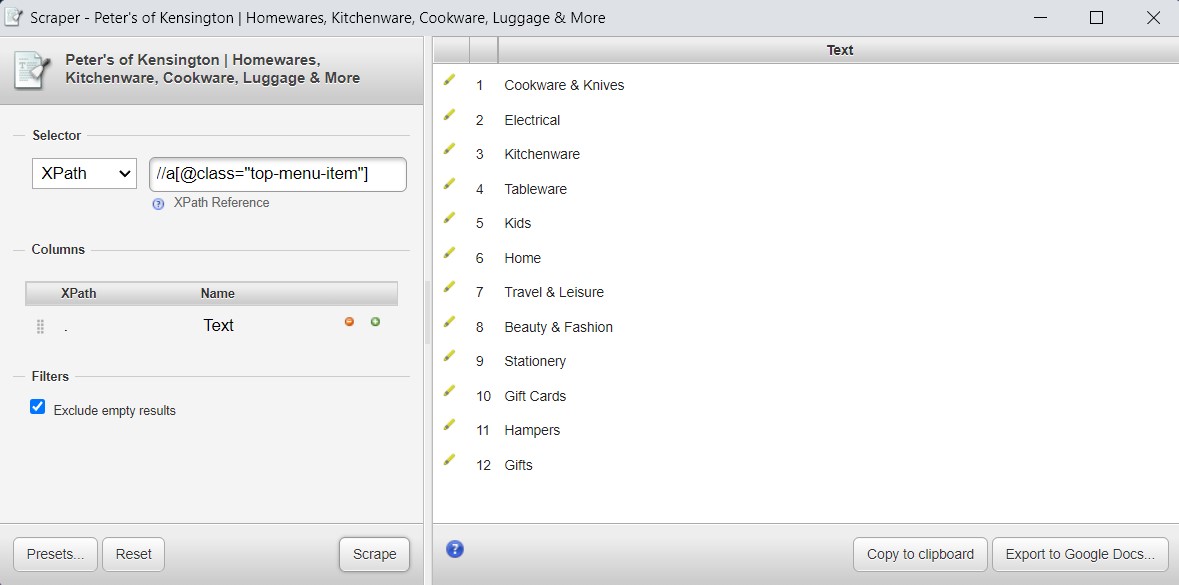 Scraper - Peter's of Kensington | Homewares, Kitchenware, Cookware, Luggage & More
Peter's of Kensington | Homewares,
Kitchenware, Cookware, Luggage & More
Selector
XPath
//a[@class="top-menu-item"]
? XPath Reference
Columns
XPath Name
. Text
Filters
Exclude empty results
Presets...
Reset
Scrape
Text
1 Cookware & Knives
2 Electrical
3 Kitchenware
4 Tableware
5 Kids
6 Home
7 Travel & Leisure
8 Beauty & Fashion
9 Stationery
10 Gift Cards
11 Hampers
12 Gifts
?
Copy to clipboard
Export to Google Docs...